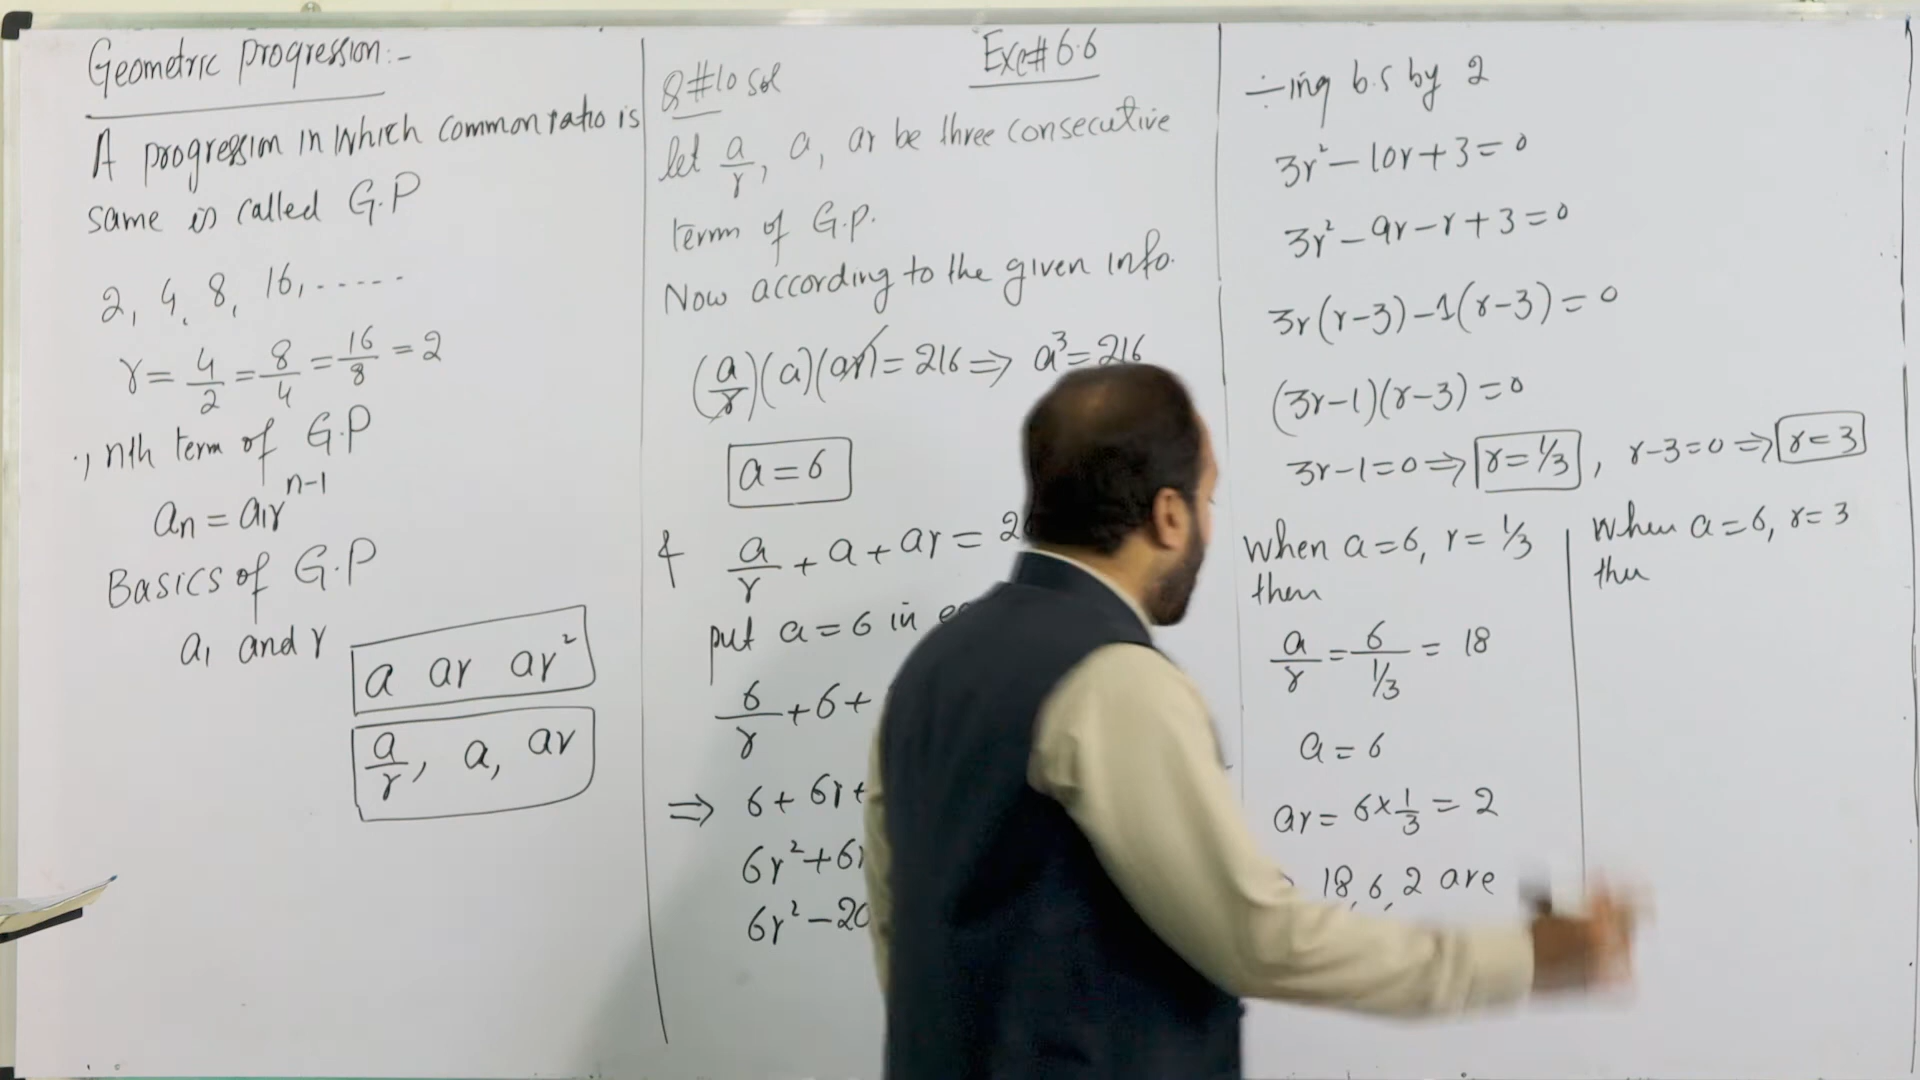 Geometric Progression:-
A progression in Which common ratio is
same is called G.P
2, 4, 8, 16, .....
r = 4/2 = 8/4 = 16/8 = 2
nth term of G.P
an = a₁r^n-1
Basics of G.P
a₁ and r
a ar ar²
a/r, a, ar
Exe# 6.6
Q#10 Sol
let a/r, a, ar be three consecutive
term of G.P.
Now according to the given info.
(a/r)(a)(ar) = 216 ⇒ a³ = 216
a = 6
& a/r + a + ar = 2
put a = 6 in
6/r + 6 +
⇒ 6 + 6r +
6r² + 6r
6r² - 20
÷ing b.s by 2
3r² - 10r + 3 = 0
3r² - 9r - r + 3 = 0
3r(r-3) - 1(r-3) = 0
(3r-1)(r-3) = 0
3r-1 = 0 ⇒ r = 1/3, r-3 = 0 ⇒ r = 3
When a = 6, r = 1/3
then
a/r = 6/1/3 = 18
a = 6
ar = 6 × 1/3 = 2
18, 6, 2 are
When a = 6, r = 3
then